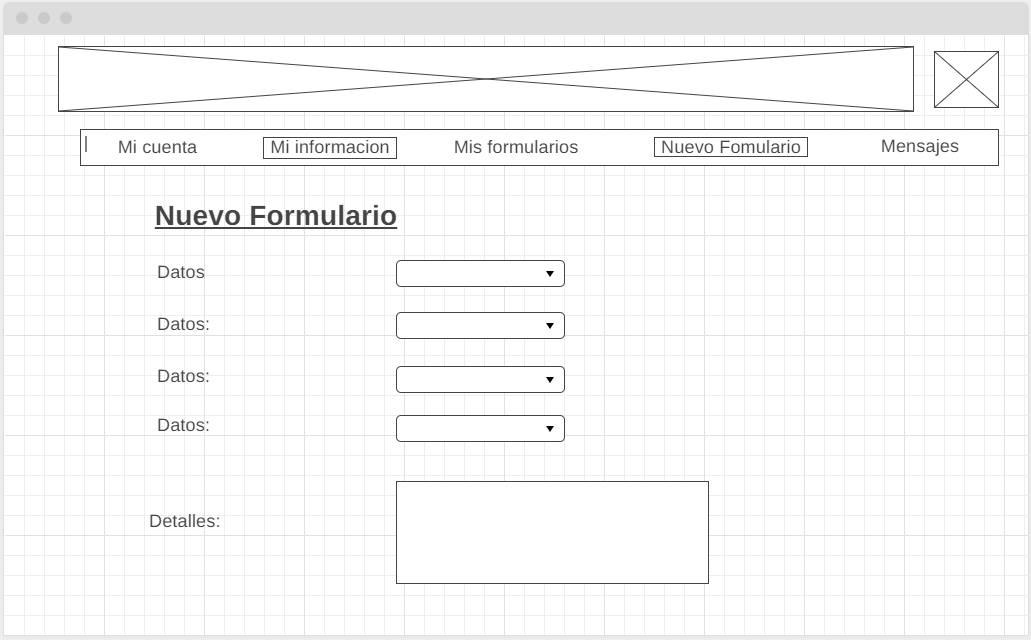 Mi cuenta Mi informacion Mis formularios Nuevo Fomulario Mensajes
Nuevo Formulario
Datos
Datos:
Datos:
Datos:
Detalles: